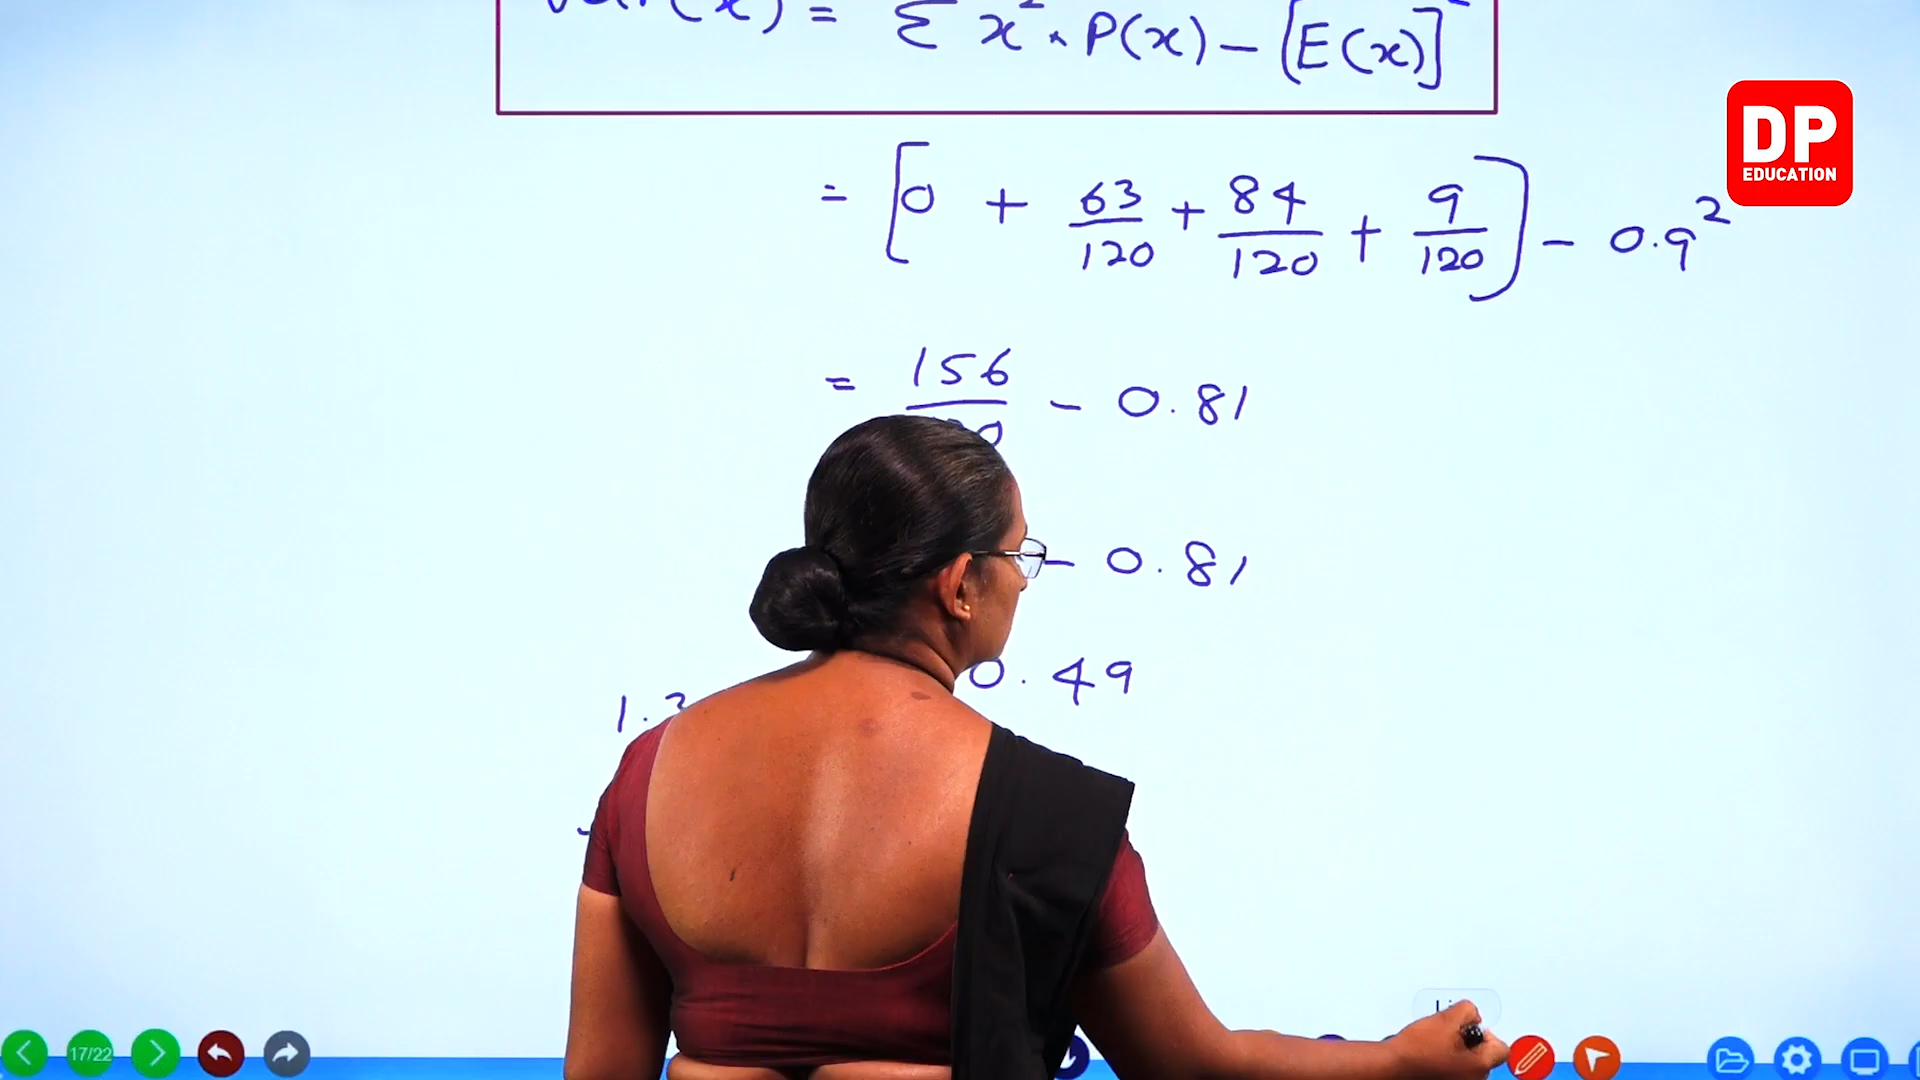 = Σ x² × P(x) – [E(x)]²
DP
EDUCATION
= [0 + 63/120 + 84/120 + 9/120] – 0.9²
= 156 – 0.81
– 0.81
0.49
17/22